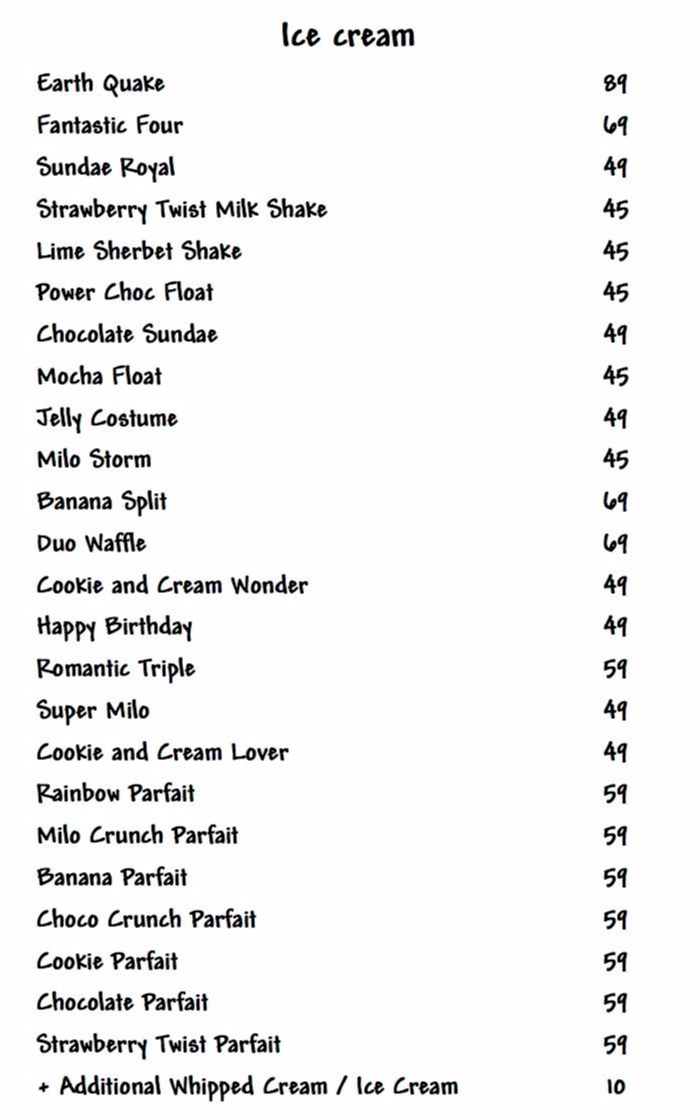 Ice cream
Earth Quake 89
Fantastic Four 69
Sundae Royal 49
Strawberry Twist Milk Shake 45
Lime Sherbet Shake 45
Power Choc Float 45
Chocolate Sundae 49
Mocha Float 45
Jelly Costume 49
Milo Storm 45
Banana Split 69
Duo Waffle 69
Cookie and Cream Wonder 49
Happy Birthday 49
Romantic Triple 59
Super Milo 49
Cookie and Cream Lover 49
Rainbow Parfait 59
Milo Crunch Parfait 59
Banana Parfait 59
Choco Crunch Parfait 59
Cookie Parfait 59
Chocolate Parfait 59
Strawberry Twist Parfait 59
+ Additional Whipped Cream / Ice Cream 10